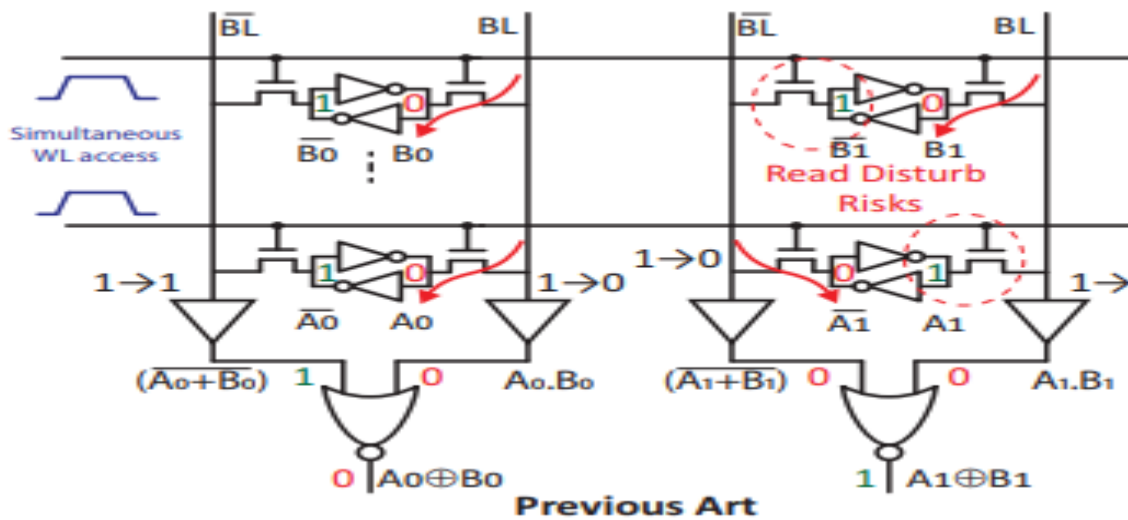 B̅L̅ BL B̅L̅ BL
1 0 1 0
Simultaneous
WL access
B̅0̅ B0 B̅1̅ B1
Read Disturb
Risks
1 0 0 1
1→1 1→0 1→0 1→
A̅0̅ A0 A̅1̅ A1
(A̅0̅+̅B̅0̅) 1 0 A0.B0 (A̅1̅+̅B̅1̅) 0 0 A1.B1
0 A0⊕B0 1 A1⊕B1
Previous Art